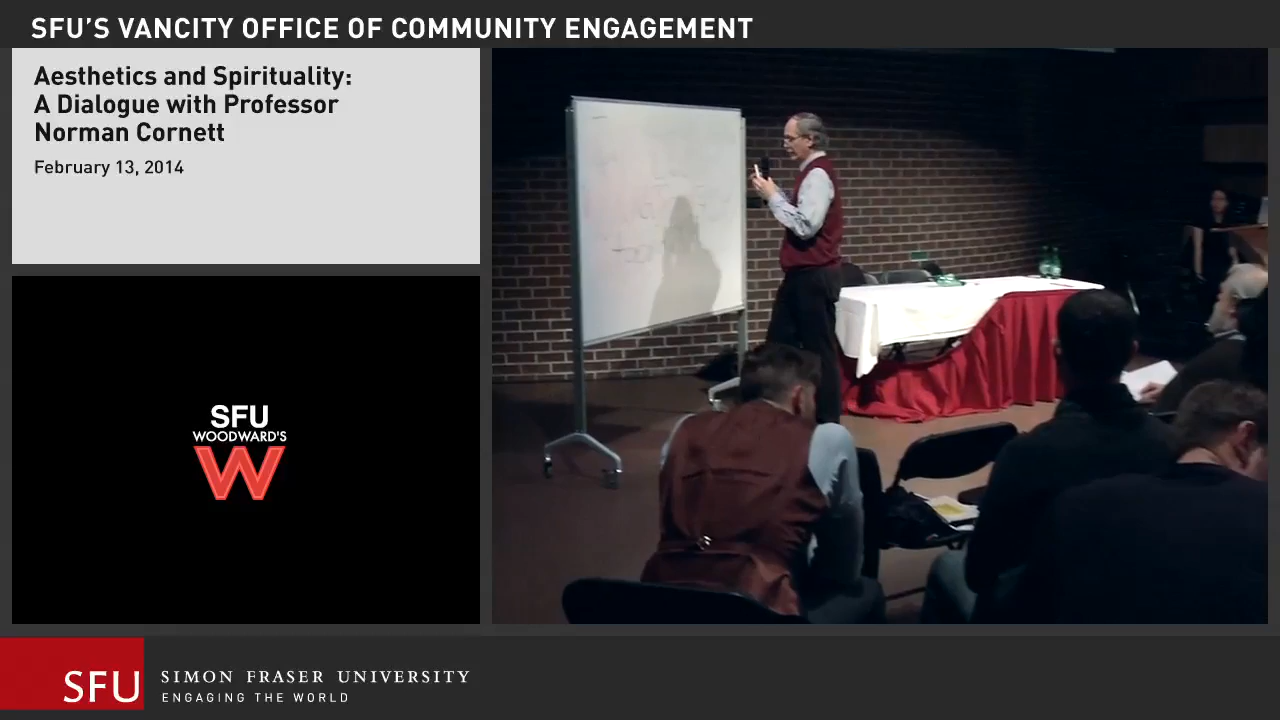 SFU'S VANCITY OFFICE OF COMMUNITY ENGAGEMENT
Aesthetics and Spirituality:
A Dialogue with Professor
Norman Cornett
February 13, 2014
SFU
WOODWARD'S
W
SFU
SIMON FRASER UNIVERSITY
ENGAGING THE WORLD